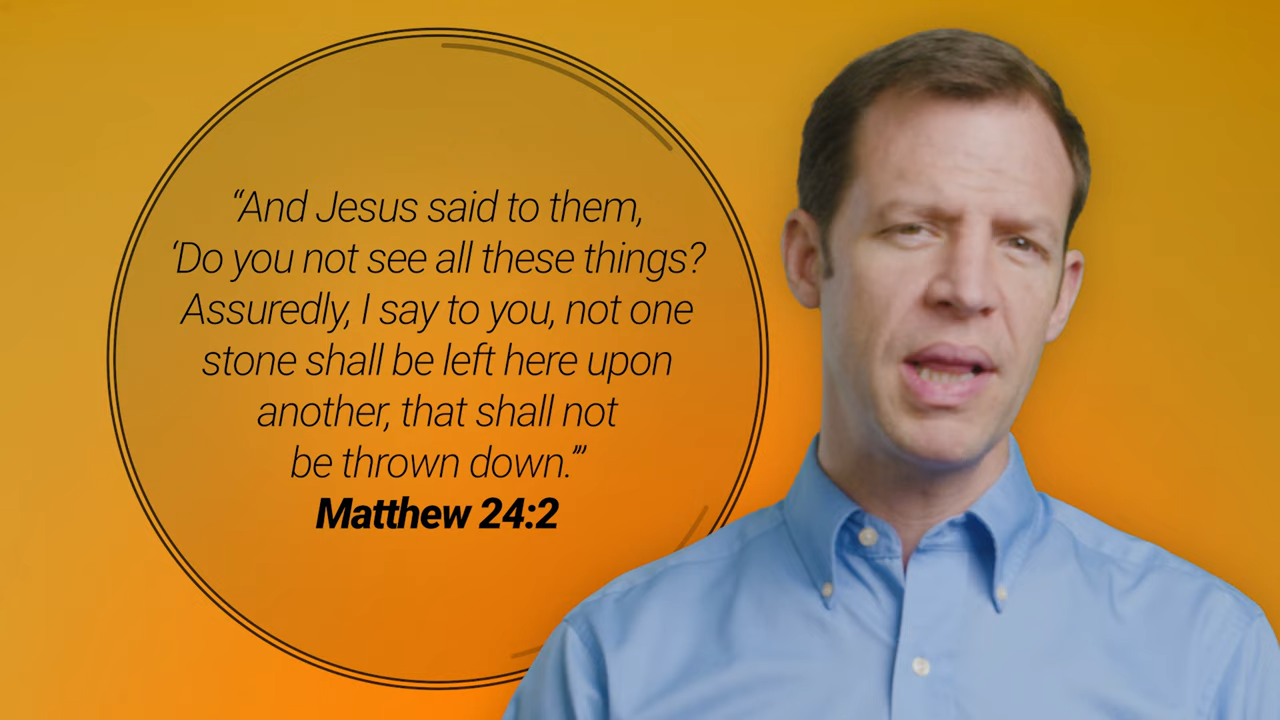 “And Jesus said to them,
‘Do you not see all these things?
Assuredly, I say to you, not one
stone shall be left here upon
another, that shall not
be thrown down.’”
Matthew 24:2